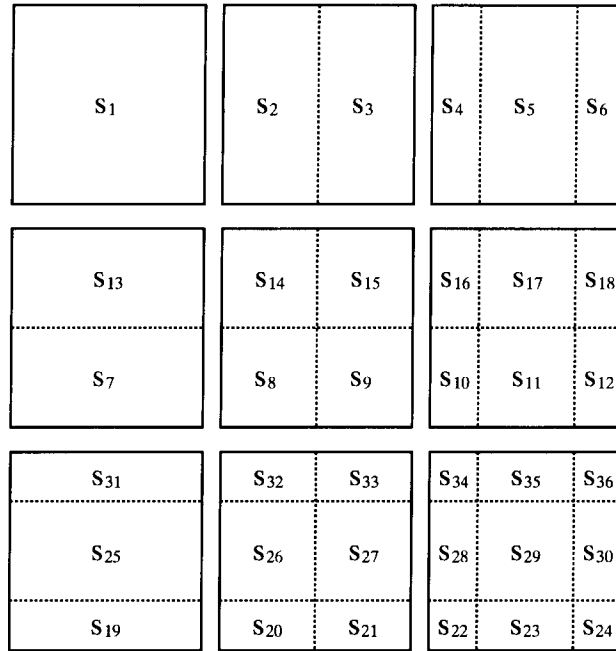 S1 S2 S3 S4 S5 S6
S13 S14 S15 S16 S17 S18
S7 S8 S9 S10 S11 S12
S31 S32 S33 S34 S35 S36
S25 S26 S27 S28 S29 S30
S19 S20 S21 S22 S23 S24